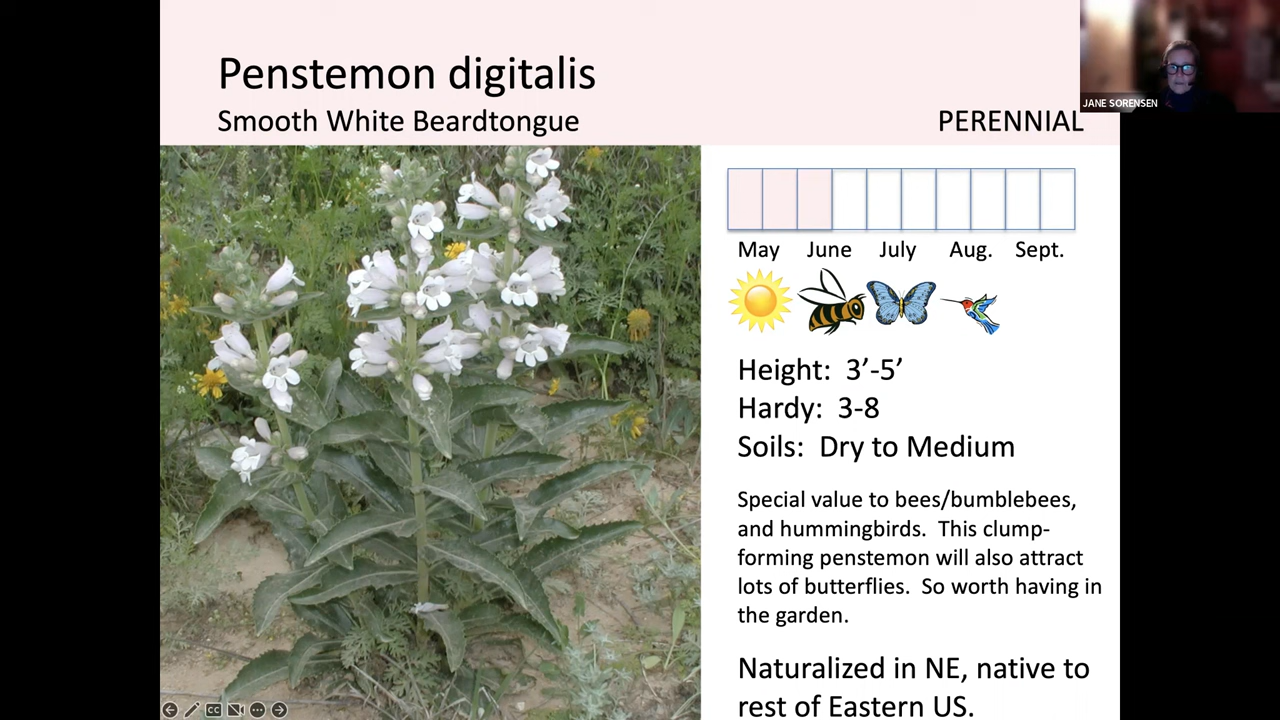 Penstemon digitalis
Smooth White Beardtongue
PERENNIAL
JANE SORENSEN
May June July Aug. Sept.
Height: 3’-5’
Hardy: 3-8
Soils: Dry to Medium
Special value to bees/bumblebees,
and hummingbirds. This clump-
forming penstemon will also attract
lots of butterflies. So worth having in
the garden.
Naturalized in NE, native to
rest of Eastern US.
CC